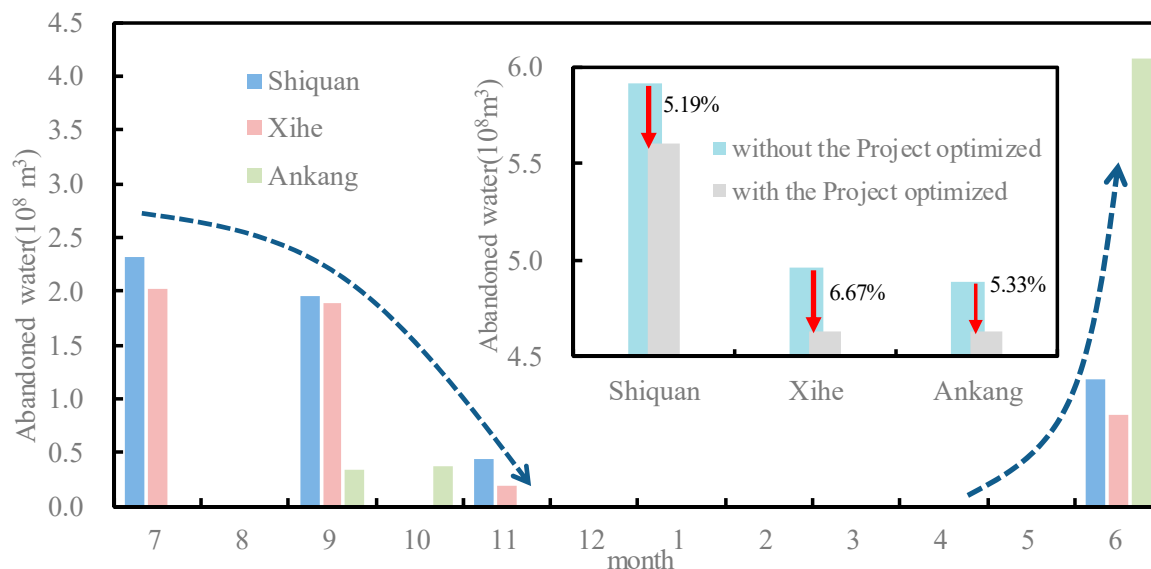 Abandoned water(10⁸ m³)
4.5
4.0
3.5
3.0
2.5
2.0
1.5
1.0
0.5
0.0
Shiquan
Xihe
Ankang
7 8 9 10 11 12 1 2 3 4 5 6
month
Abandoned water(10⁸m³)
6.0
5.5
5.0
4.5
5.19%
without the Project optimized
with the Project optimized
6.67%
5.33%
Shiquan Xihe Ankang